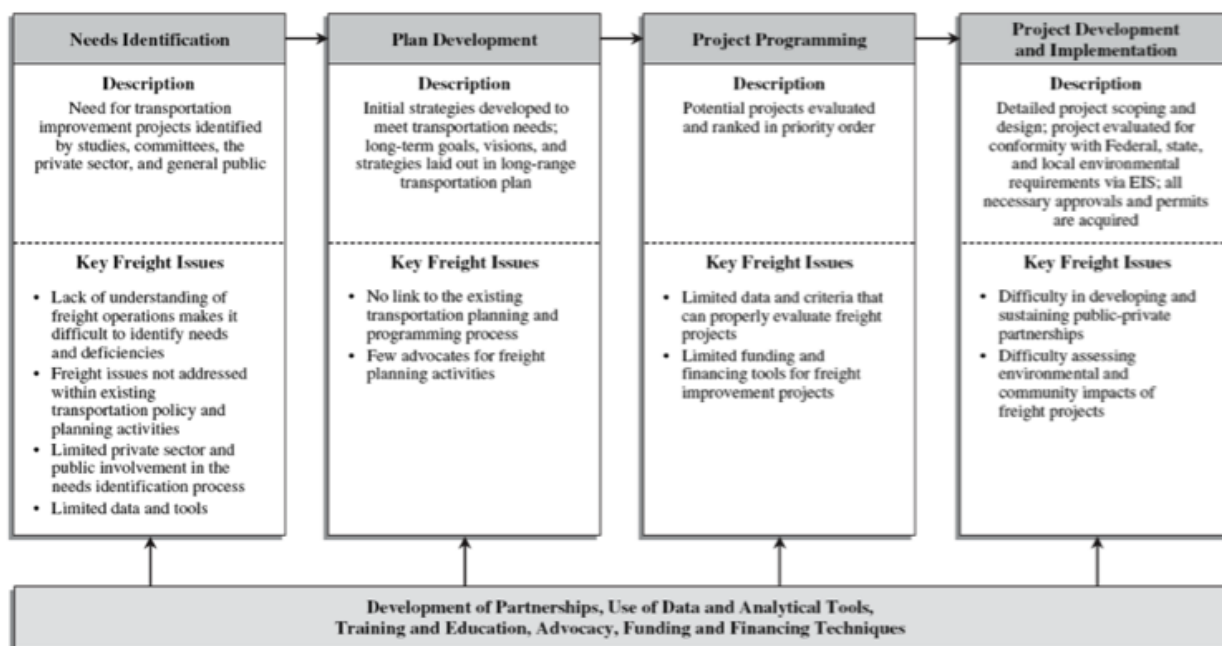 Needs Identification
Description
Need for transportation
improvement projects identified
by studies, committees, the
private sector, and general public
Key Freight Issues
• Lack of understanding of
freight operations makes it
difficult to identify needs
and deficiencies
• Freight issues not addressed
within existing
transportation policy and
planning activities
• Limited private sector and
public involvement in the
needs identification process
• Limited data and tools
Plan Development
Description
Initial strategies developed to
meet transportation needs;
long-term goals, visions, and
strategies laid out in long-range
transportation plan
Key Freight Issues
• No link to the existing
transportation planning and
programming process
• Few advocates for freight
planning activities
Project Programming
Description
Potential projects evaluated
and ranked in priority order
Key Freight Issues
• Limited data and criteria that
can properly evaluate freight
projects
• Limited funding and
financing tools for freight
improvement projects
Project Development
and Implementation
Description
Detailed project scoping and
design; project evaluated for
conformity with Federal, state,
and local environmental
requirements via EIS; all
necessary approvals and permits
are acquired
Key Freight Issues
• Difficulty in developing and
sustaining public-private
partnerships
• Difficulty assessing
environmental and
community impacts of
freight projects
Development of Partnerships, Use of Data and Analytical Tools,
Training and Education, Advocacy, Funding and Financing Techniques